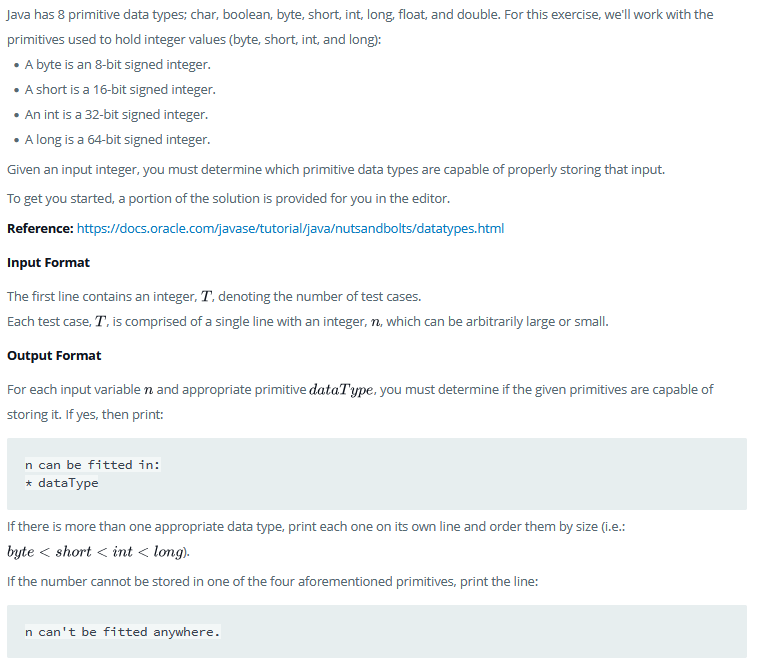 Java has 8 primitive data types; char, boolean, byte, short, int, long, float, and double. For this exercise, we'll work with the
primitives used to hold integer values (byte, short, int, and long):
• A byte is an 8-bit signed integer.
• A short is a 16-bit signed integer.
• An int is a 32-bit signed integer.
• A long is a 64-bit signed integer.
Given an input integer, you must determine which primitive data types are capable of properly storing that input.
To get you started, a portion of the solution is provided for you in the editor.
Reference: https://docs.oracle.com/javase/tutorial/java/nutsandbolts/datatypes.html
Input Format
The first line contains an integer, T, denoting the number of test cases.
Each test case, T, is comprised of a single line with an integer, n, which can be arbitrarily large or small.
Output Format
For each input variable n and appropriate primitive dataType, you must determine if the given primitives are capable of
storing it. If yes, then print:
n can be fitted in:
* dataType
If there is more than one appropriate data type, print each one on its own line and order them by size (i.e.:
byte < short < int < long).
If the number cannot be stored in one of the four aforementioned primitives, print the line:
n can't be fitted anywhere.